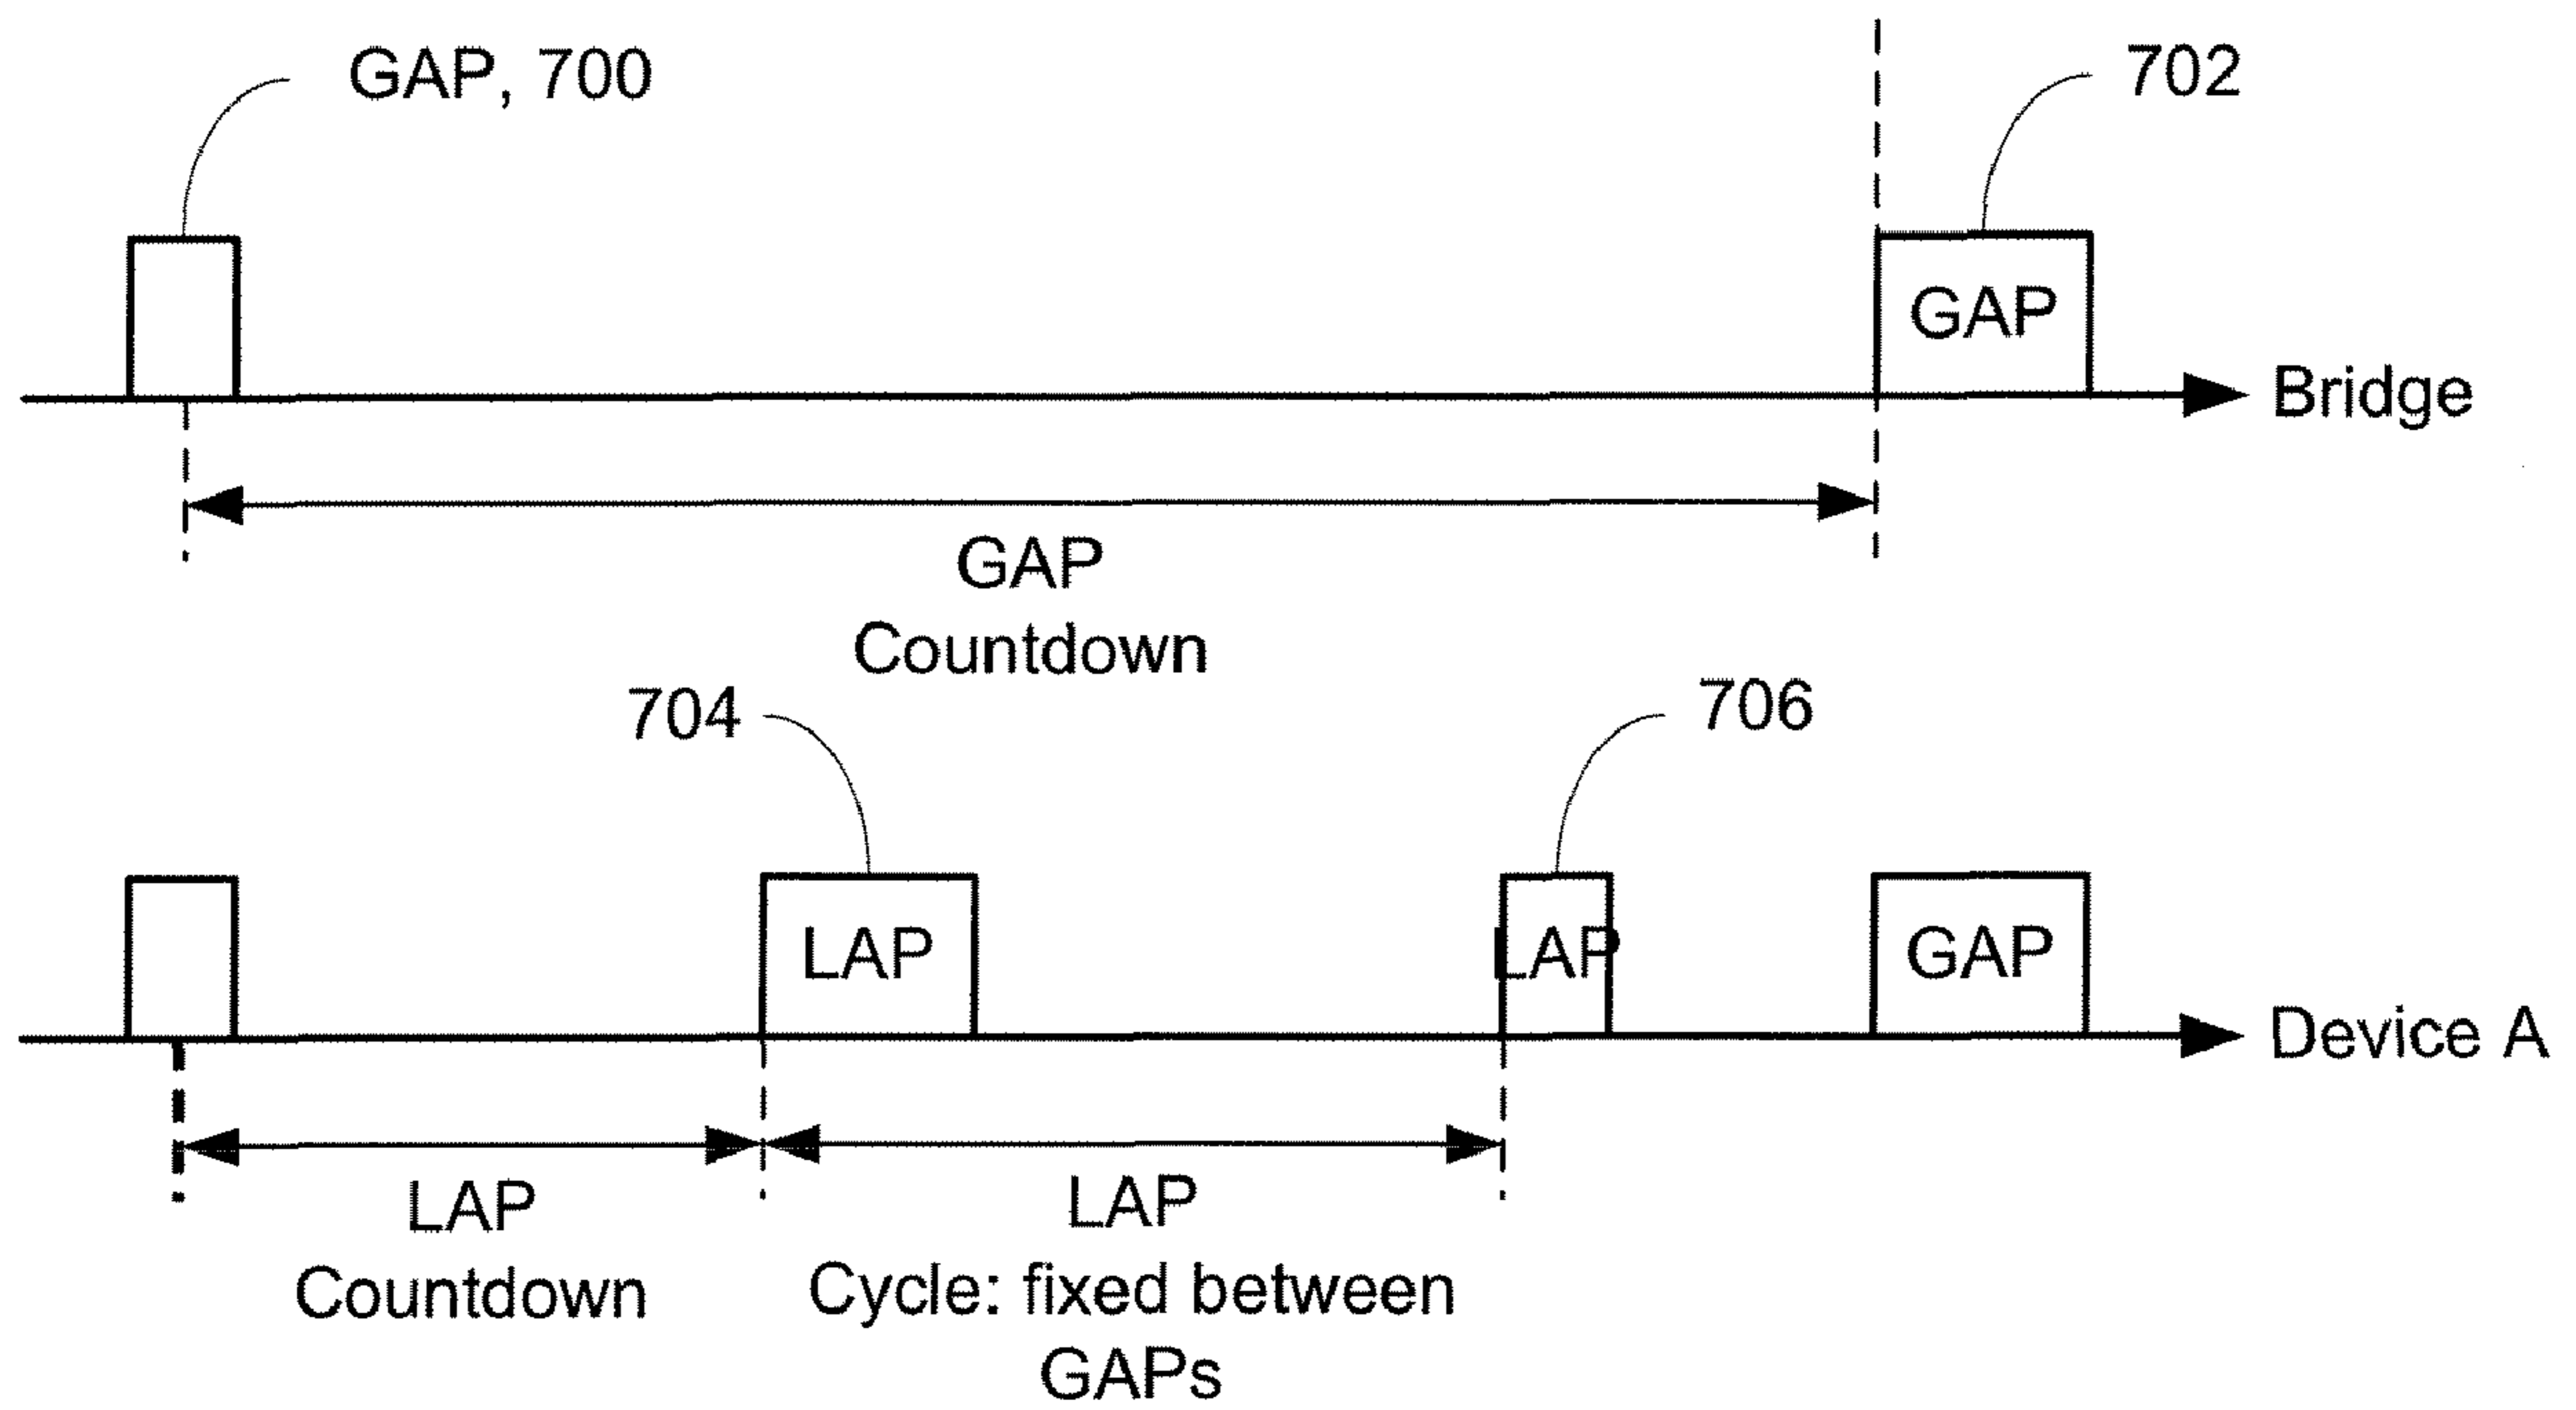 GAP, 700
702
GAP
Bridge
GAP
Countdown
704
706
LAP
LAP
GAP
Device A
LAP
Countdown
LAP
Cycle: fixed between
GAPs